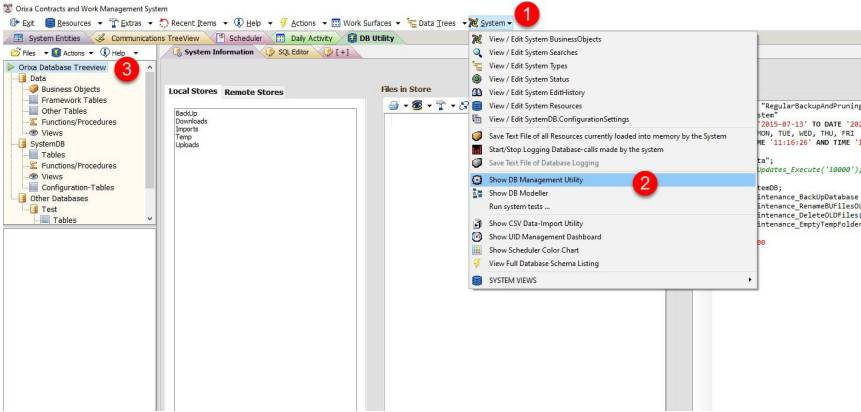 Orixa Contracts and Work Management System
Exit Resources Extras Recent Items Help Actions Work Surfaces Data Trees System
1
System Entities Communications TreeView Scheduler Daily Activity DB Utility
Files Actions Help
System Information SQL Editor [+]
3
Orixa Database Treeview
Data
Business Objects
Framework Tables
Other Tables
Functions/Procedures
Views
SystemDB
Tables
Functions/Procedures
Views
Configuration-Tables
Other Databases
Test
Tables
Local Stores Remote Stores
BackUp
Downloads
Imports
Temp
Uploads
Files in Store
View / Edit System BusinessObjects
View / Edit System Searches
View / Edit System Types
View / Edit System Status
View / Edit System EditHistory
View / Edit System Resources
View / Edit SystemDB.ConfigurationSettings
Save Text File of all Resources currently loaded into memory by the System
Start/Stop Logging Database-calls made by the system
Save Text File of Database Logging
Show DB Management Utility
2
Show DB Modeller
Run system tests ...
Show CSV Data-Import Utility
Show UID Management Dashboard
Show Scheduler Color Chart
View Full Database Schema Listing
SYSTEM VIEWS
"RegularBackupAndPruning
stem"
'2015-07-13' TO DATE '202
MON, TUE, WED, THU, FRI
ME '11:16:26' AND TIME '1
ta";
Updates_Execute('10000');
temDB;
intenance_BackUpDatabase
intenance_RenameBUFilesOL
intenance_DeleteOLDFiles(
intenance_EmptyTempFolder
00